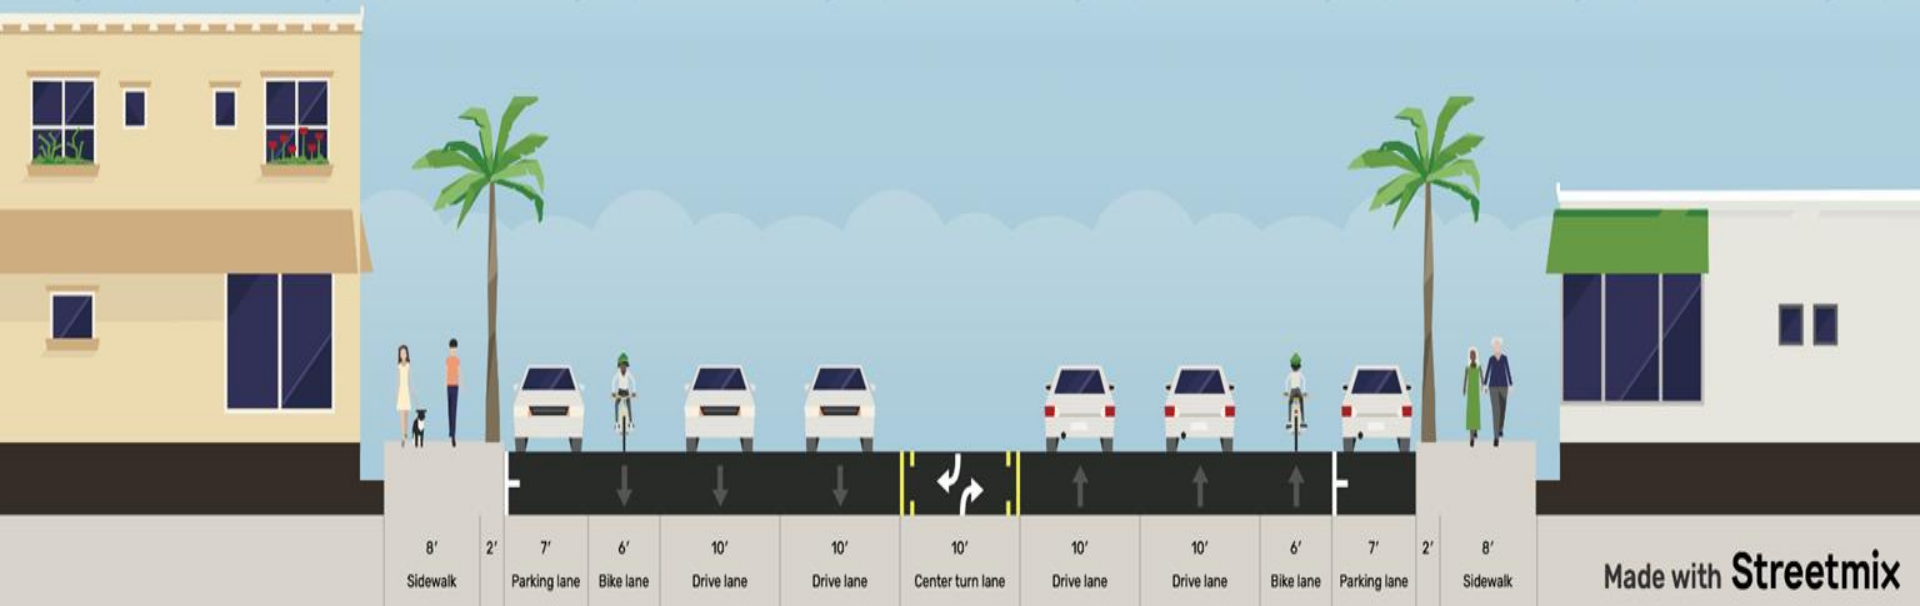 8′ 2′ 7′ 6′ 10′ 10′ 10′ 10′ 10′ 6′ 7′ 2′ 8′
Sidewalk Parking lane Bike lane Drive lane Drive lane Center turn lane Drive lane Drive lane Bike lane Parking lane Sidewalk
Made with Streetmix